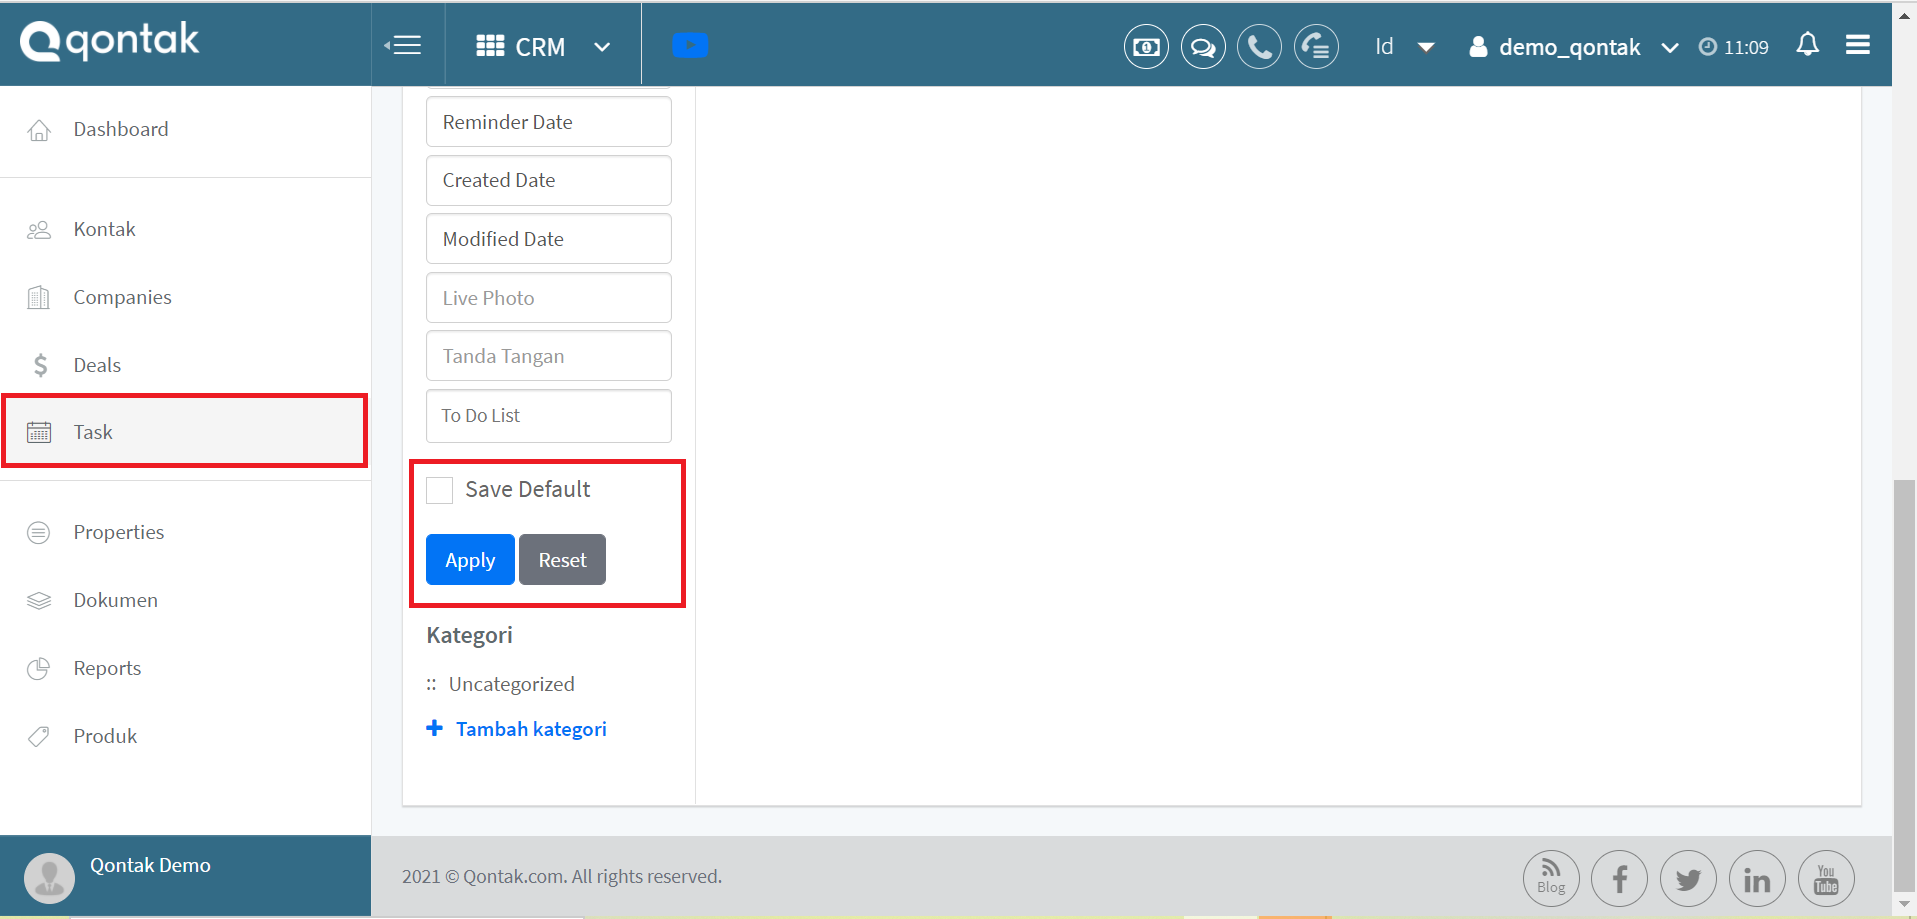 qontak
CRM
Id
demo_qontak
11:09
Dashboard
Kontak
Companies
Deals
Task
Properties
Dokumen
Reports
Produk
Qontak Demo
Reminder Date
Created Date
Modified Date
Live Photo
Tanda Tangan
To Do List
Save Default
Apply Reset
Kategori
:: Uncategorized
+ Tambah kategori
2021 © Qontak.com. All rights reserved.
Blog
You
Tube